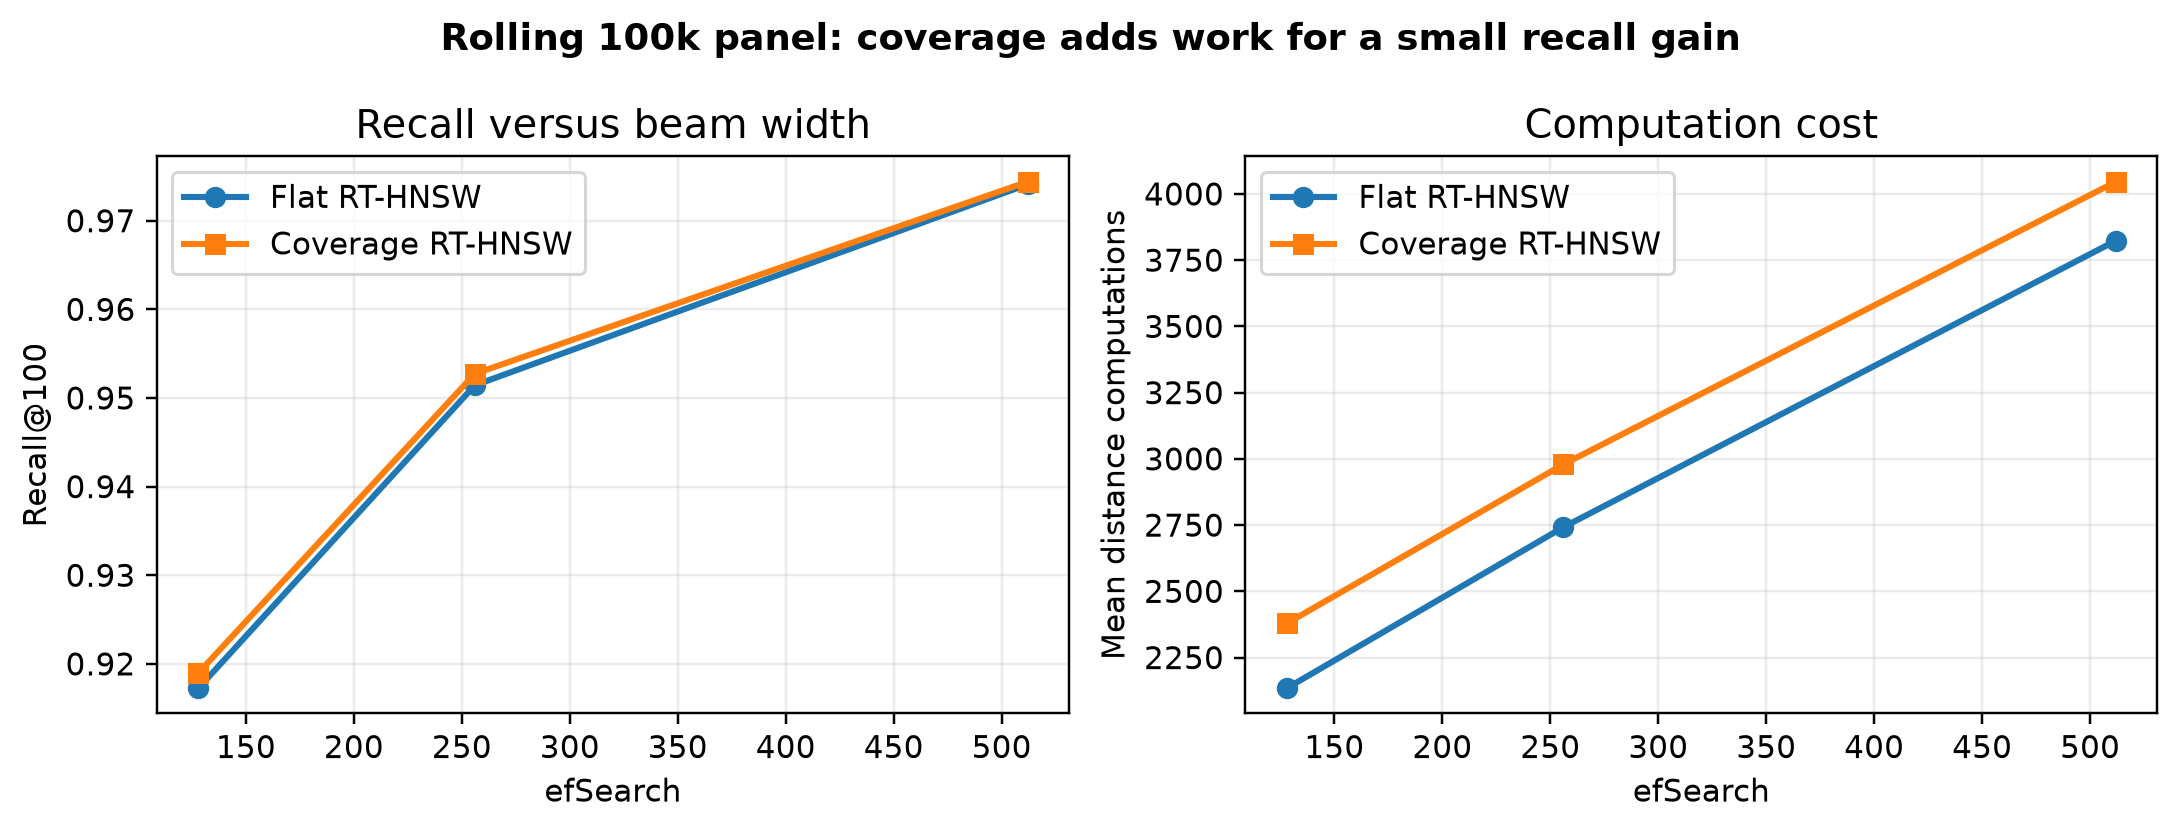 Rolling 100k panel: coverage adds work for a small recall gain
Recall versus beam width
Flat RT-HNSW
Coverage RT-HNSW
Recall@100
0.97
0.96
0.95
0.94
0.93
0.92
150 200 250 300 350 400 450 500
efSearch
Computation cost
Flat RT-HNSW
Coverage RT-HNSW
Mean distance computations
4000
3750
3500
3250
3000
2750
2500
2250
150 200 250 300 350 400 450 500
efSearch